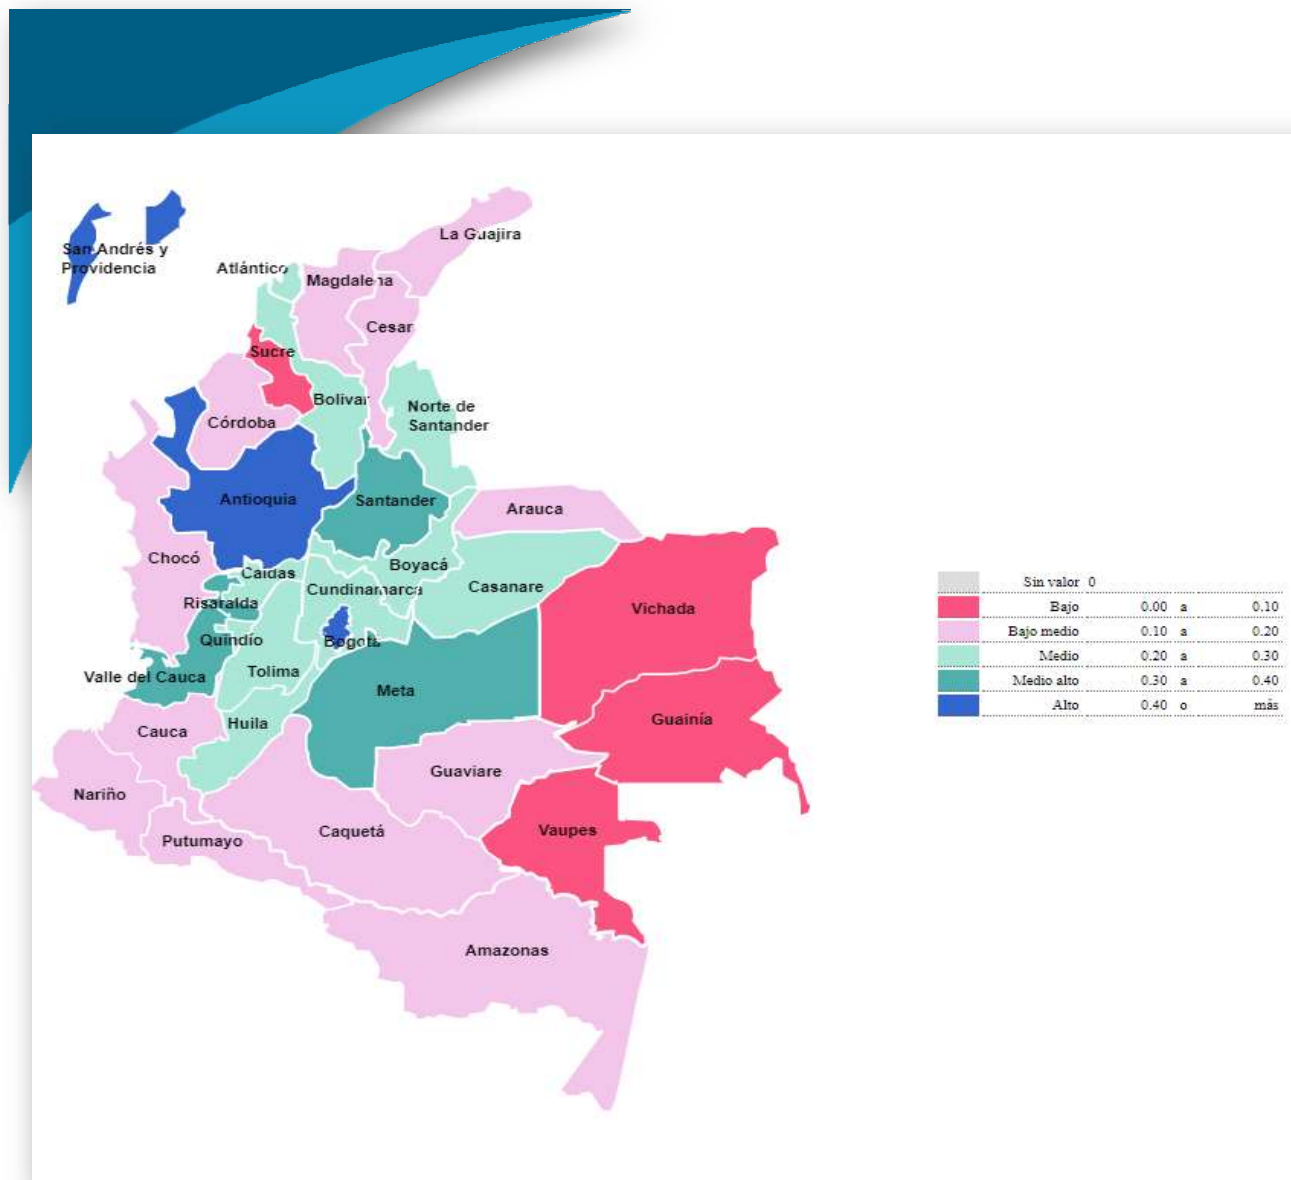 La Guajira
San Andrés y
Providencia
Atlántico
Magdalena
Cesar
Sucre
Bolivar
Norte de
Santander
Córdoba
Antioquia
Santander
Arauca
Chocó
Boyacá
Caldas
Cundinamarca
Casanare
Risaralda
Vichada
Quindío
Bogotá
Tolima
Valle del Cauca
Meta
Guainía
Huila
Cauca
Guaviare
Nariño
Vaupes
Caquetá
Putumayo
Amazonas
Sin valor 0
Bajo 0.00 a 0.10
Bajo medio 0.10 a 0.20
Medio 0.20 a 0.30
Medio alto 0.30 a 0.40
Alto 0.40 o más